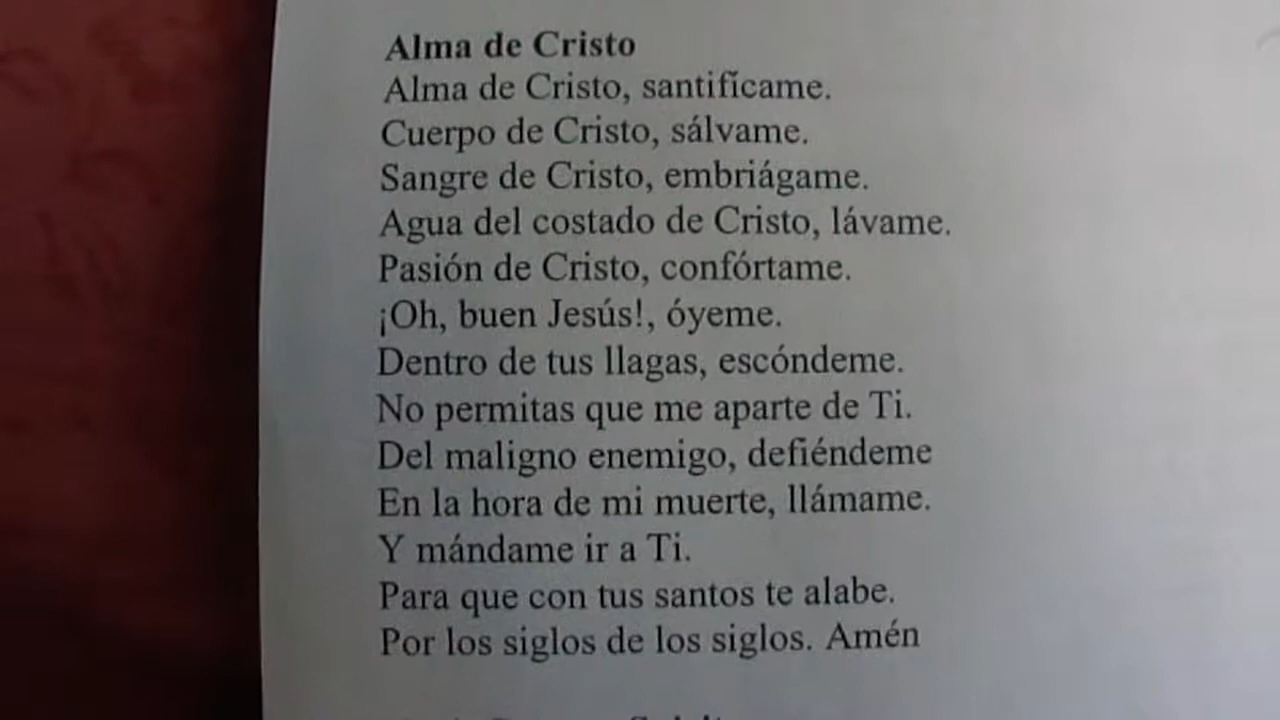 Alma de Cristo
Alma de Cristo, santifícame.
Cuerpo de Cristo, sálvame.
Sangre de Cristo, embriágame.
Agua del costado de Cristo, lávame.
Pasión de Cristo, confórtame.
¡Oh, buen Jesús!, óyeme.
Dentro de tus llagas, escóndeme.
No permitas que me aparte de Ti.
Del maligno enemigo, defiéndeme
En la hora de mi muerte, llámame.
Y mándame ir a Ti.
Para que con tus santos te alabe.
Por los siglos de los siglos. Amén